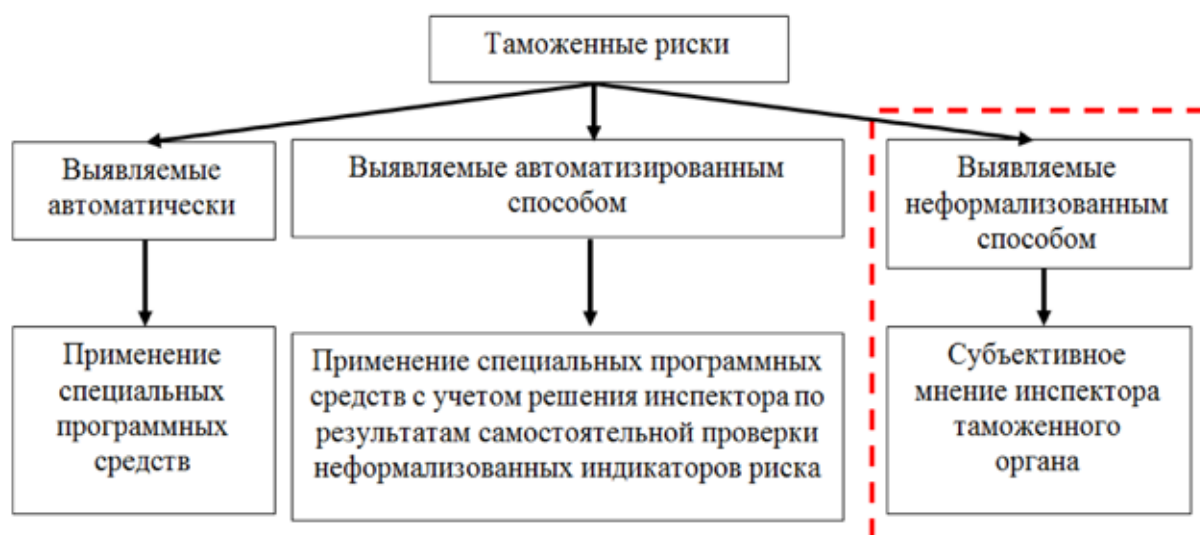 Таможенные риски
Выявляемые
автоматически
Выявляемые автоматизированным
способом
Выявляемые
неформализованным
способом
Применение
специальных
программных
средств
Применение специальных программных
средств с учетом решения инспектора по
результатам самостоятельной проверки
неформализованных индикаторов риска
Субъективное
мнение инспектора
таможенного
органа